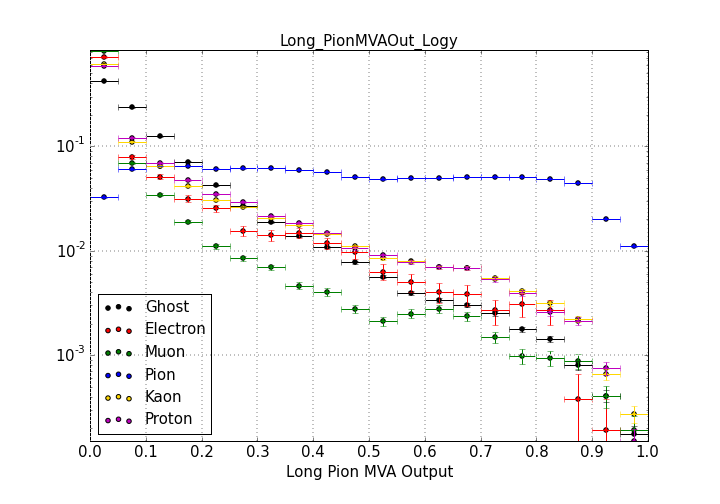 Long_PionMVAOut_Logy
10⁻¹
10⁻²
10⁻³
Ghost
Electron
Muon
Pion
Kaon
Proton
0.0 0.1 0.2 0.3 0.4 0.5 0.6 0.7 0.8 0.9 1.0
Long Pion MVA Output